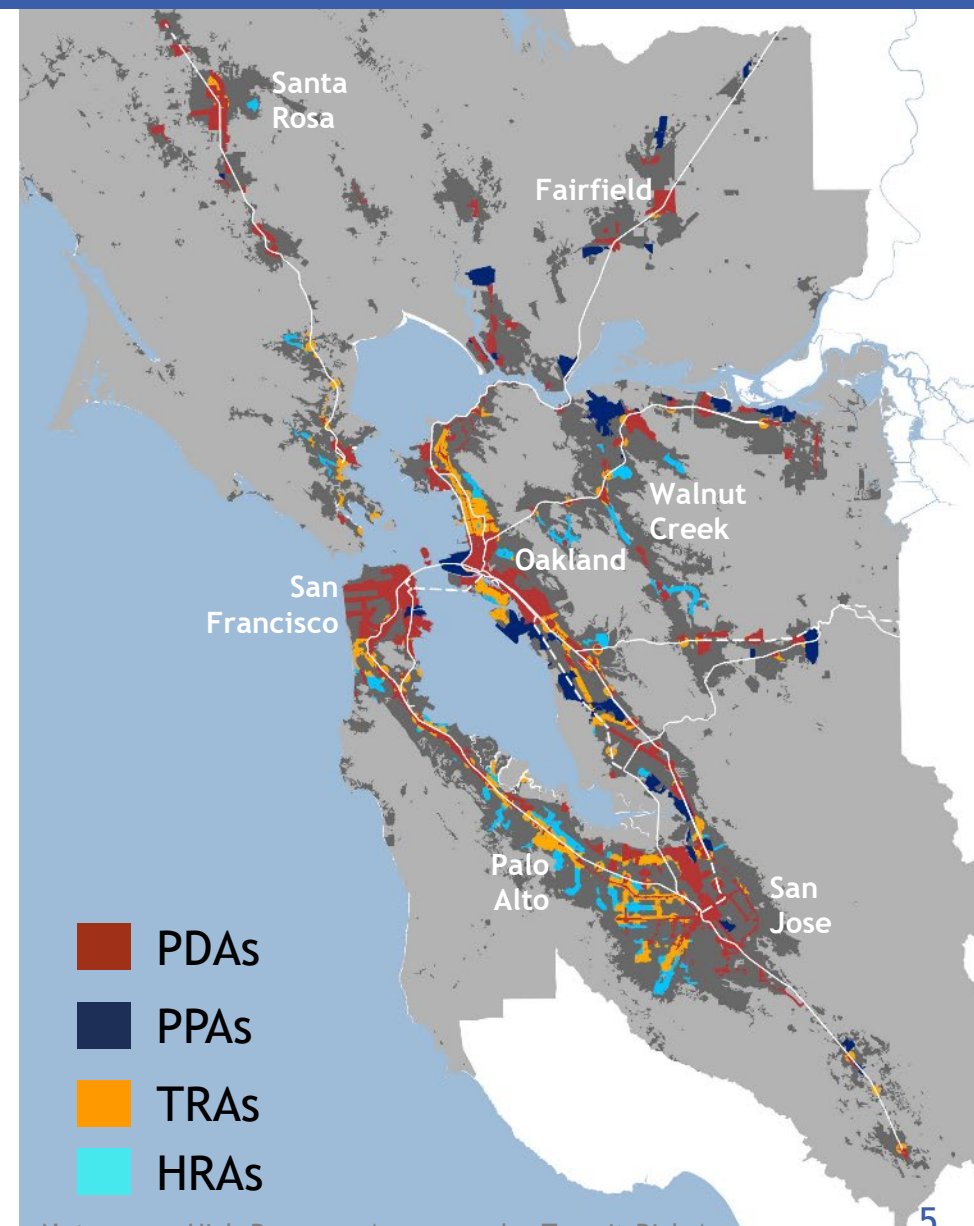 Santa
Rosa
Fairfield
Walnut
Creek
Oakland
San
Francisco
Palo
Alto
San
Jose
PDAs
PPAs
TRAs
HRAs
5